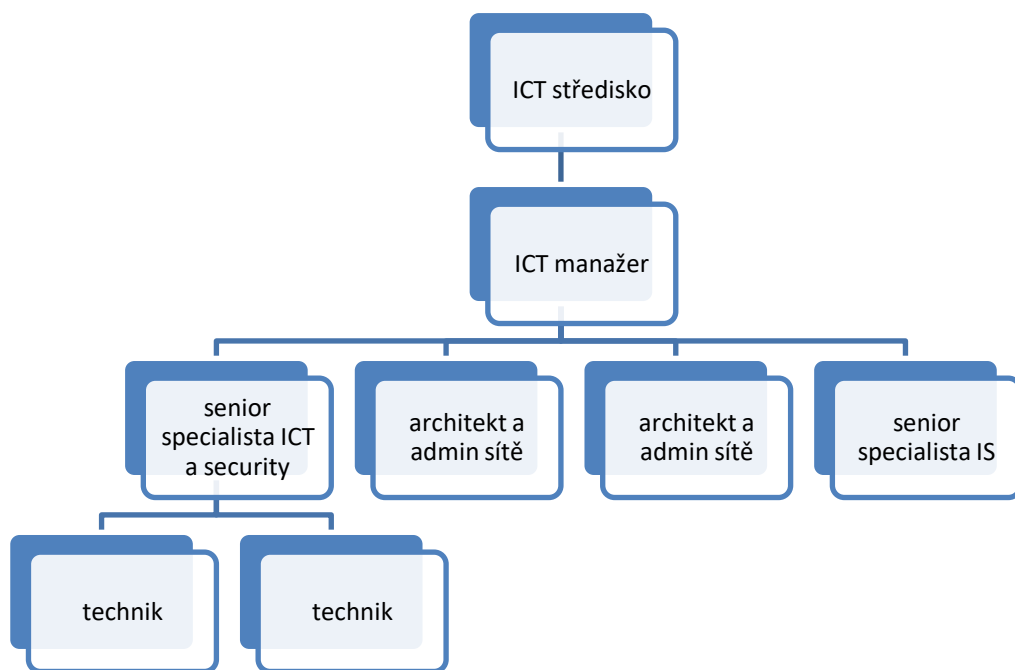 ICT středisko
ICT manažer
senior
specialista ICT
a security
architekt a
admin sítě
architekt a
admin sítě
senior
specialista IS
technik
technik